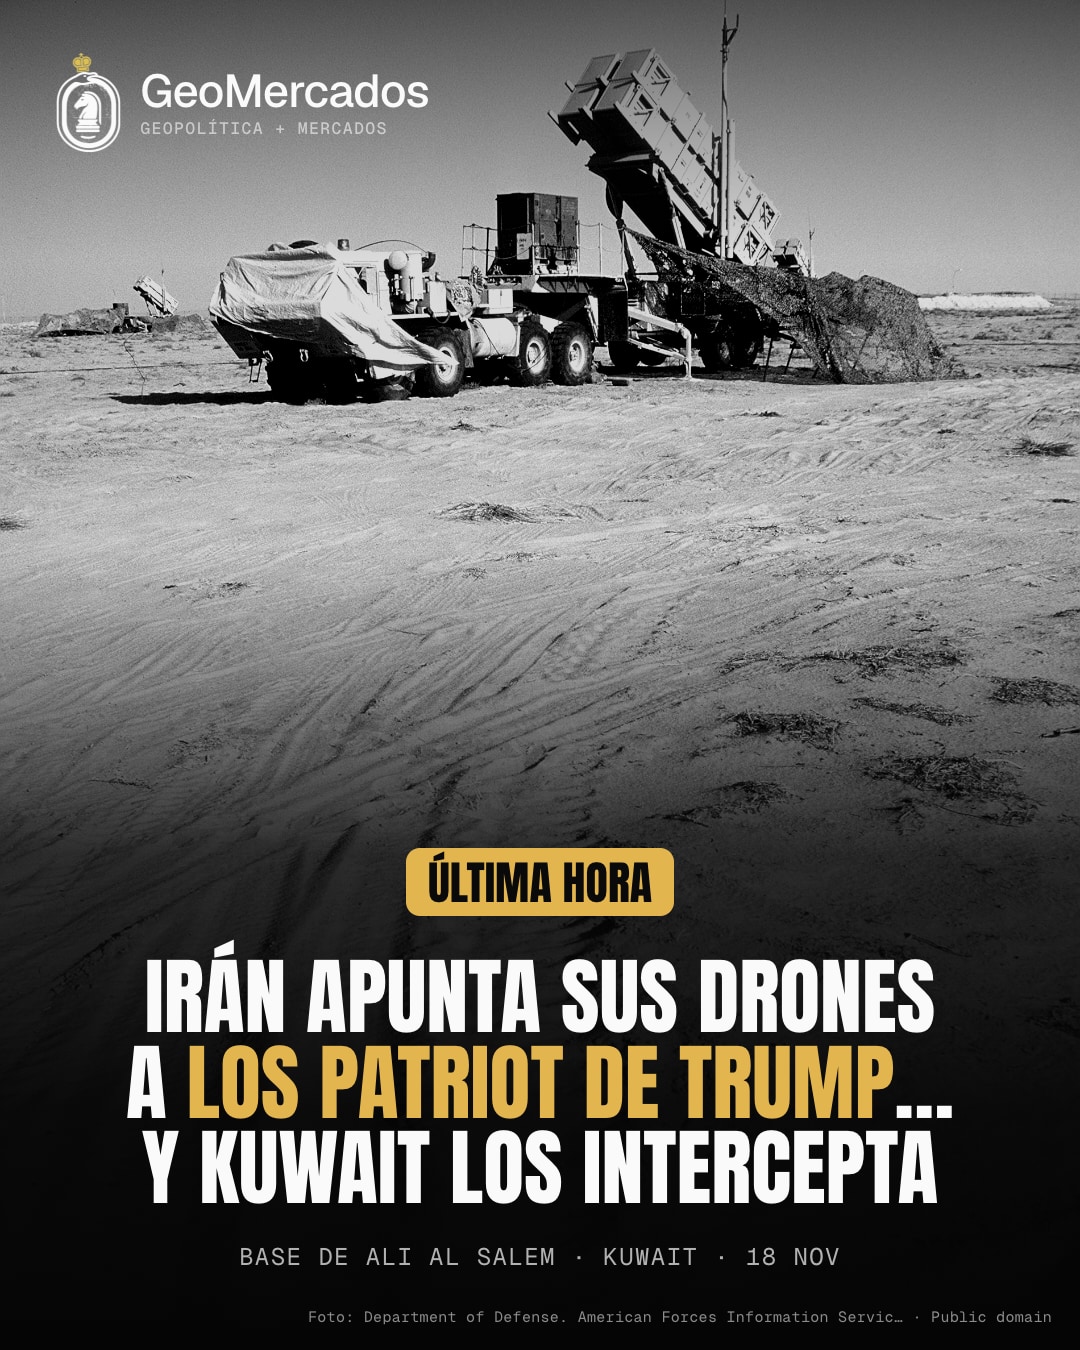 GeoMercados
GEOPOLÍTICA + MERCADOS
ÚLTIMA HORA
IRÁN APUNTA SUS DRONES
A LOS PATRIOT DE TRUMP...
Y KUWAIT LOS INTERCEPTA
BASE DE ALI AL SALEM · KUWAIT · 18 NOV
Foto: Department of Defense. American Forces Information Servic… · Public domain